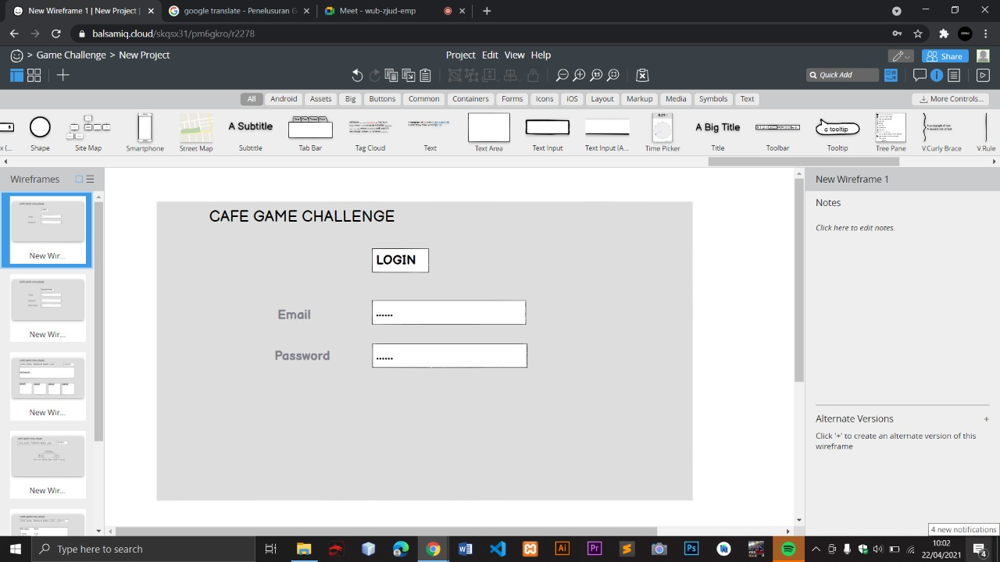 New Wireframe 1 | New Project |
google translate - Penelusuran G
Meet - wub-zjud-emp
balsamiq.cloud/skqsx31/pm6gkro/r2278
> Game Challenge > New Project
Project Edit View Help
Share
Quick Add
All Android Assets Big Buttons Common Containers Forms Icons iOS Layout Markup Media Symbols Text
More Controls...
A Subtitle
A Big Title
a tooltip
Shape Site Map Smartphone Street Map Subtitle Tab Bar Tag Cloud Text Text Area Text Input Text Input (A... Time Picker Title Toolbar Tooltip Tree Pane V.Curly Brace V.Rule
Wireframes
New Wir...
New Wir...
New Wir...
New Wir...
CAFE GAME CHALLENGE
LOGIN
Email ......
Password ......
New Wireframe 1
Notes
Click here to edit notes.
Alternate Versions +
Click '+' to create an alternate version of this
wireframe
4 new notifications
Type here to search
10:02
22/04/2021